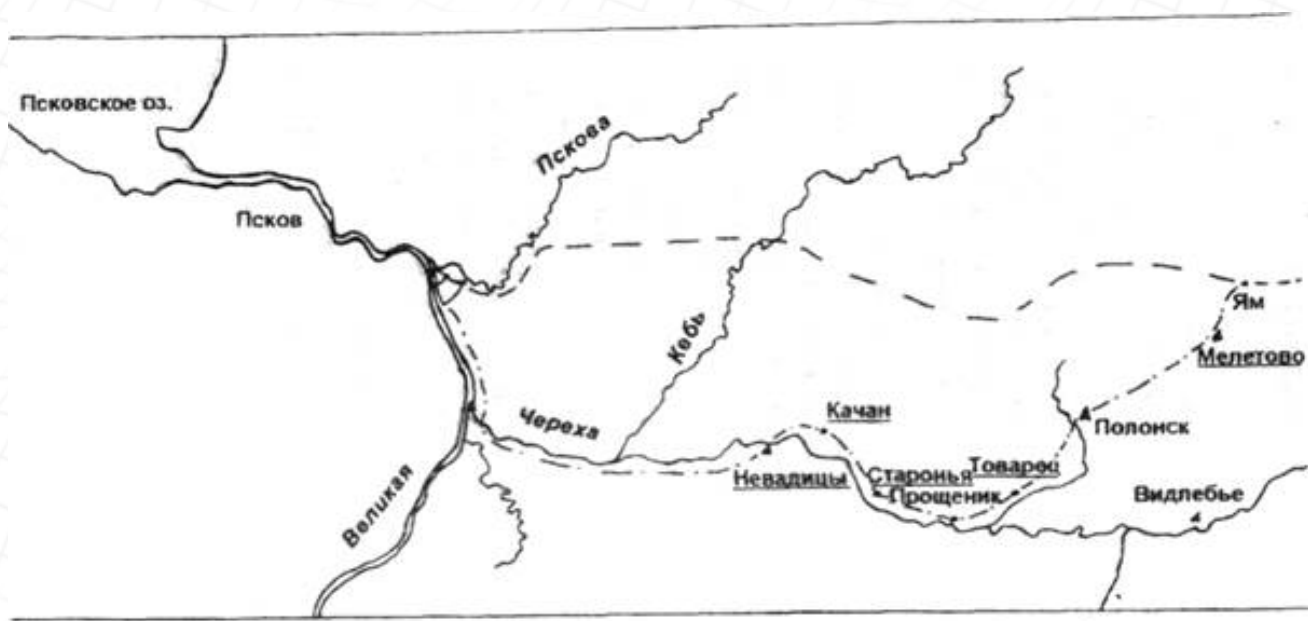 Псковское оз.
Пскова
Псков
Ям
Кебь
Мелетово
Качан
Череха
Полонск
Товарец
Старонья
Невадицы
Прощеник
Видлебье
Великая